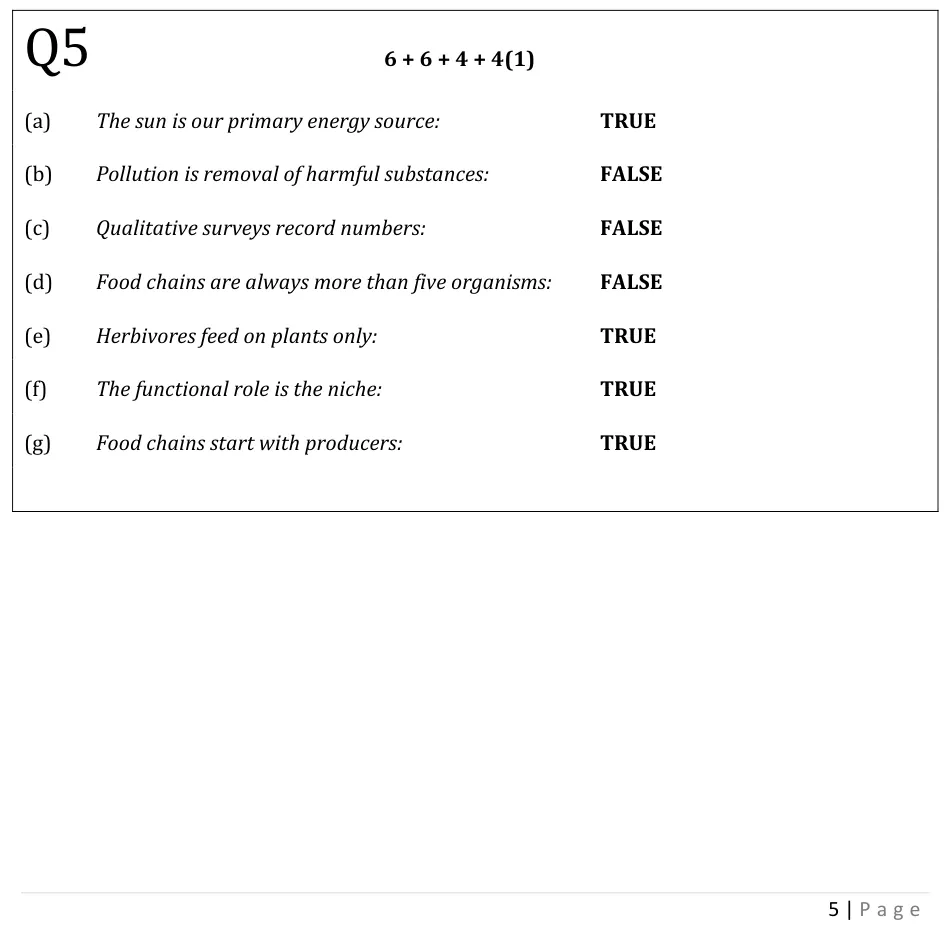 Q5 6 + 6 + 4 + 4(1)
(a) The sun is our primary energy source: TRUE
(b) Pollution is removal of harmful substances: FALSE
(c) Qualitative surveys record numbers: FALSE
(d) Food chains are always more than five organisms: FALSE
(e) Herbivores feed on plants only: TRUE
(f) The functional role is the niche: TRUE
(g) Food chains start with producers: TRUE
5 | Page